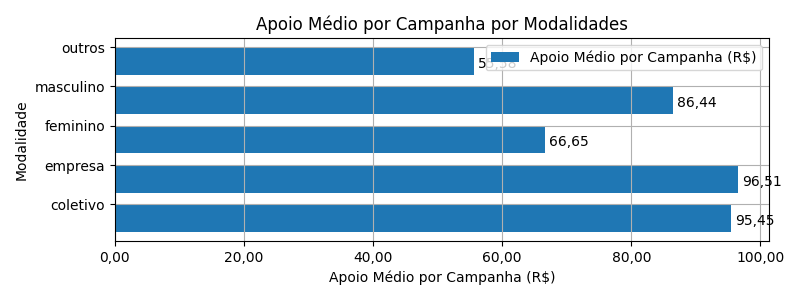 Apoio Médio por Campanha por Modalidades
Apoio Médio por Campanha (R$)
Modalidade
outros
masculino
86,44
feminino
66,65
empresa
96,51
coletivo
95,45
0,00 20,00 40,00 60,00 80,00 100,00
Apoio Médio por Campanha (R$)